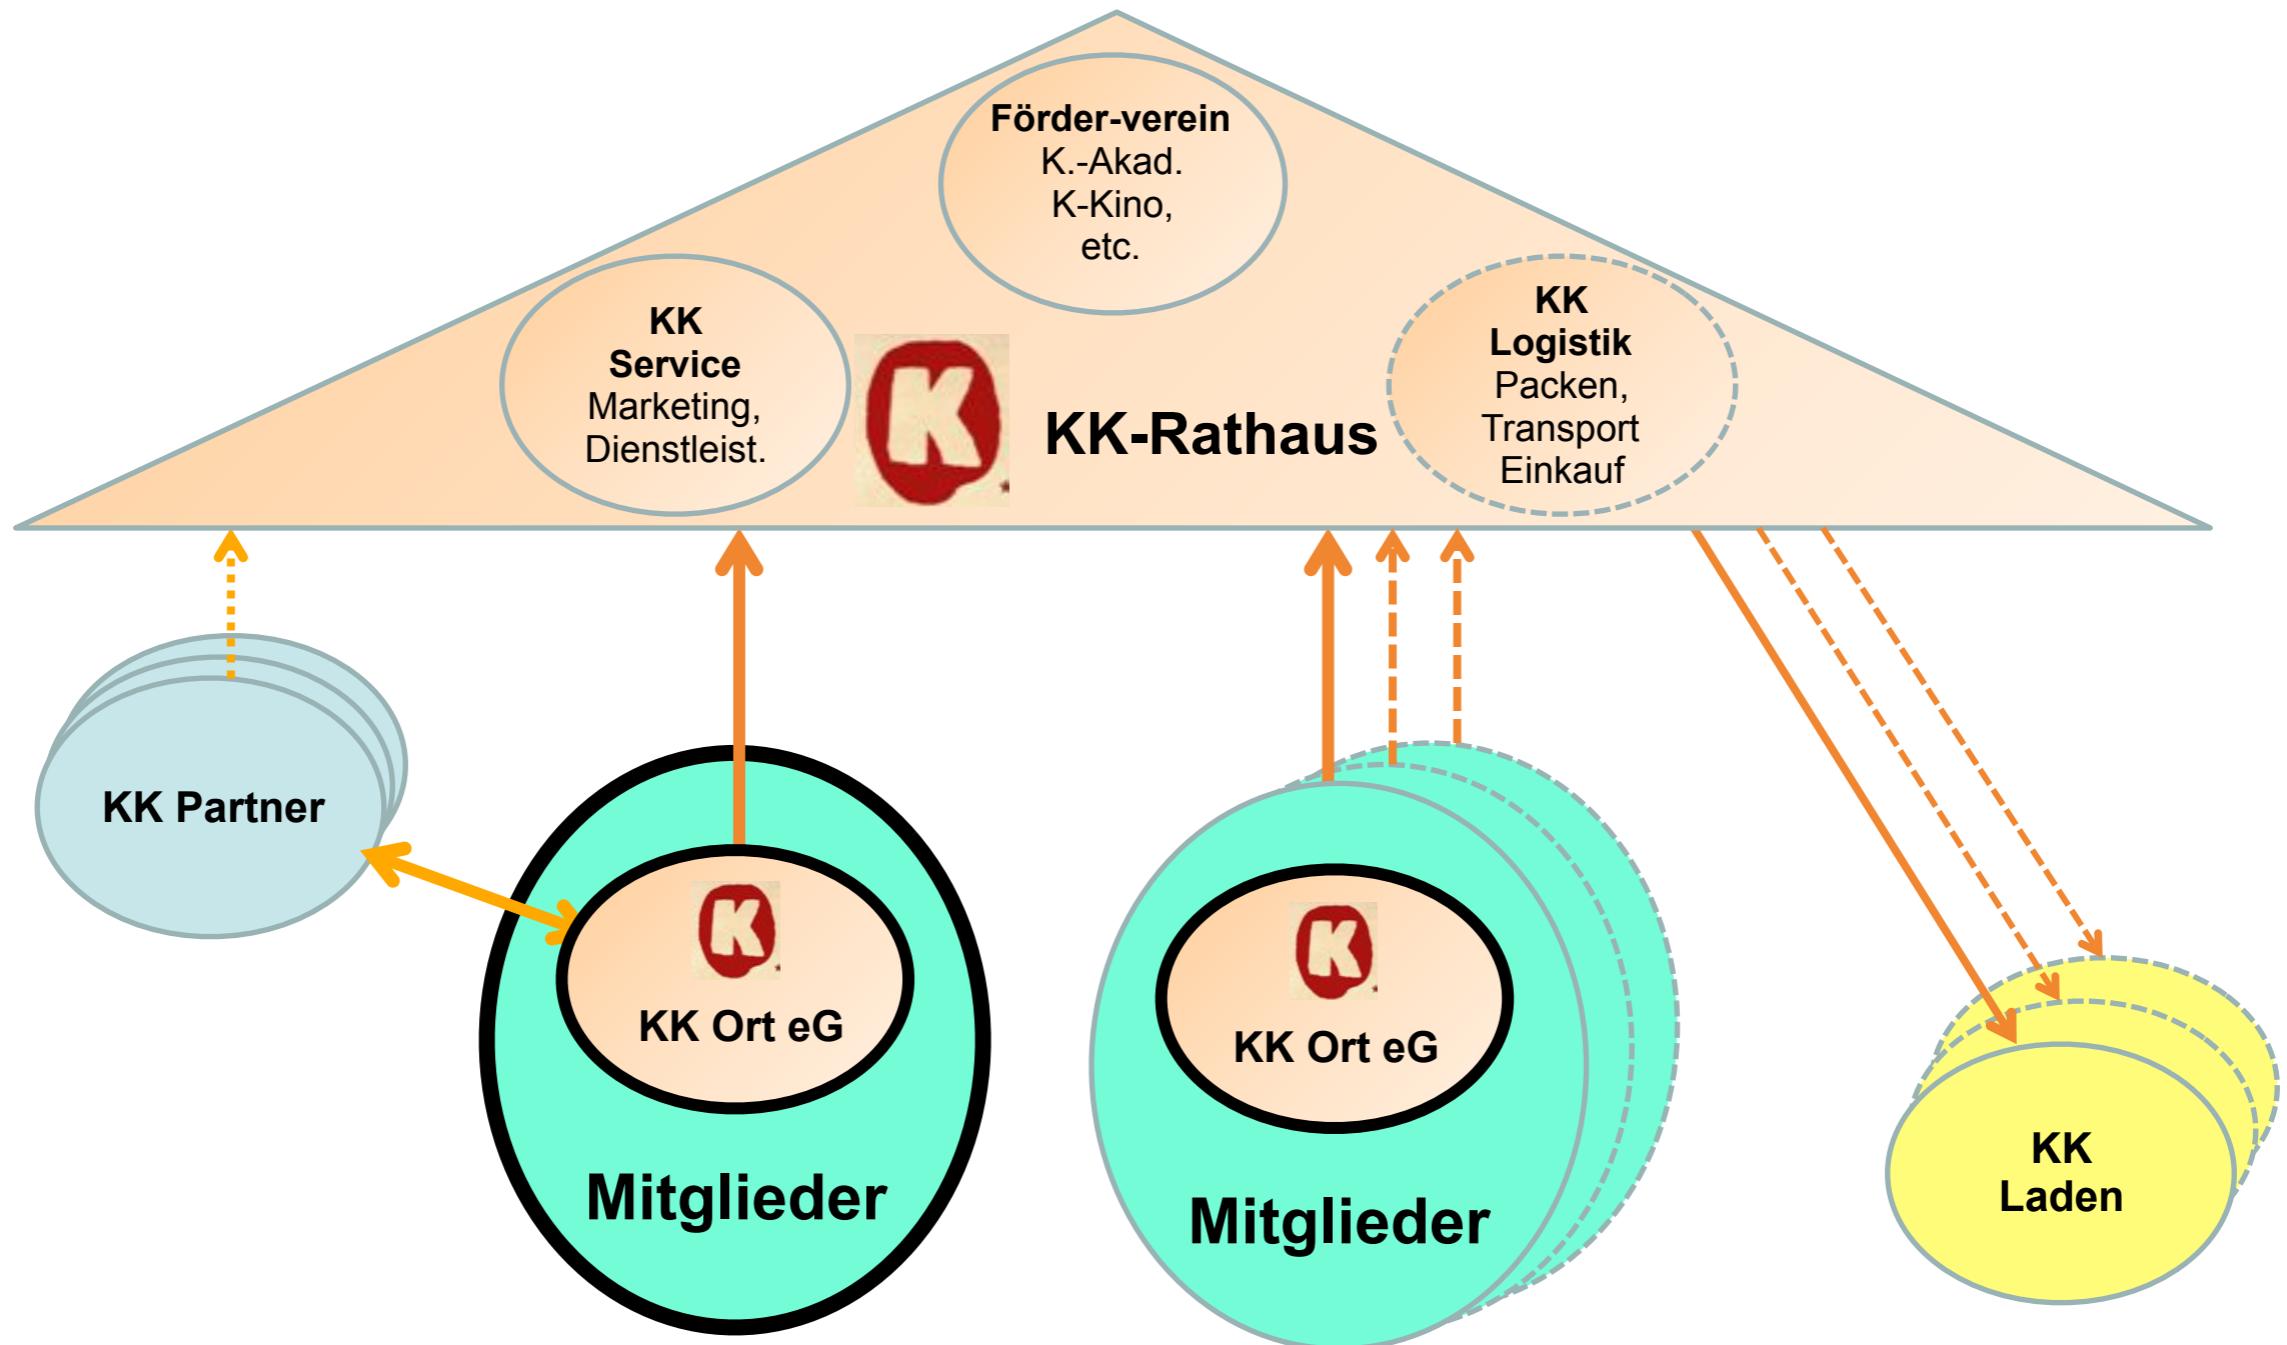 Förder-verein
K.-Akad.
K-Kino,
etc.
KK
Service
Marketing,
Dienstleist.
K
KK-Rathaus
KK
Logistik
Packen,
Transport
Einkauf
KK Partner
K
KK Ort eG
Mitglieder
K
KK Ort eG
Mitglieder
KK
Laden